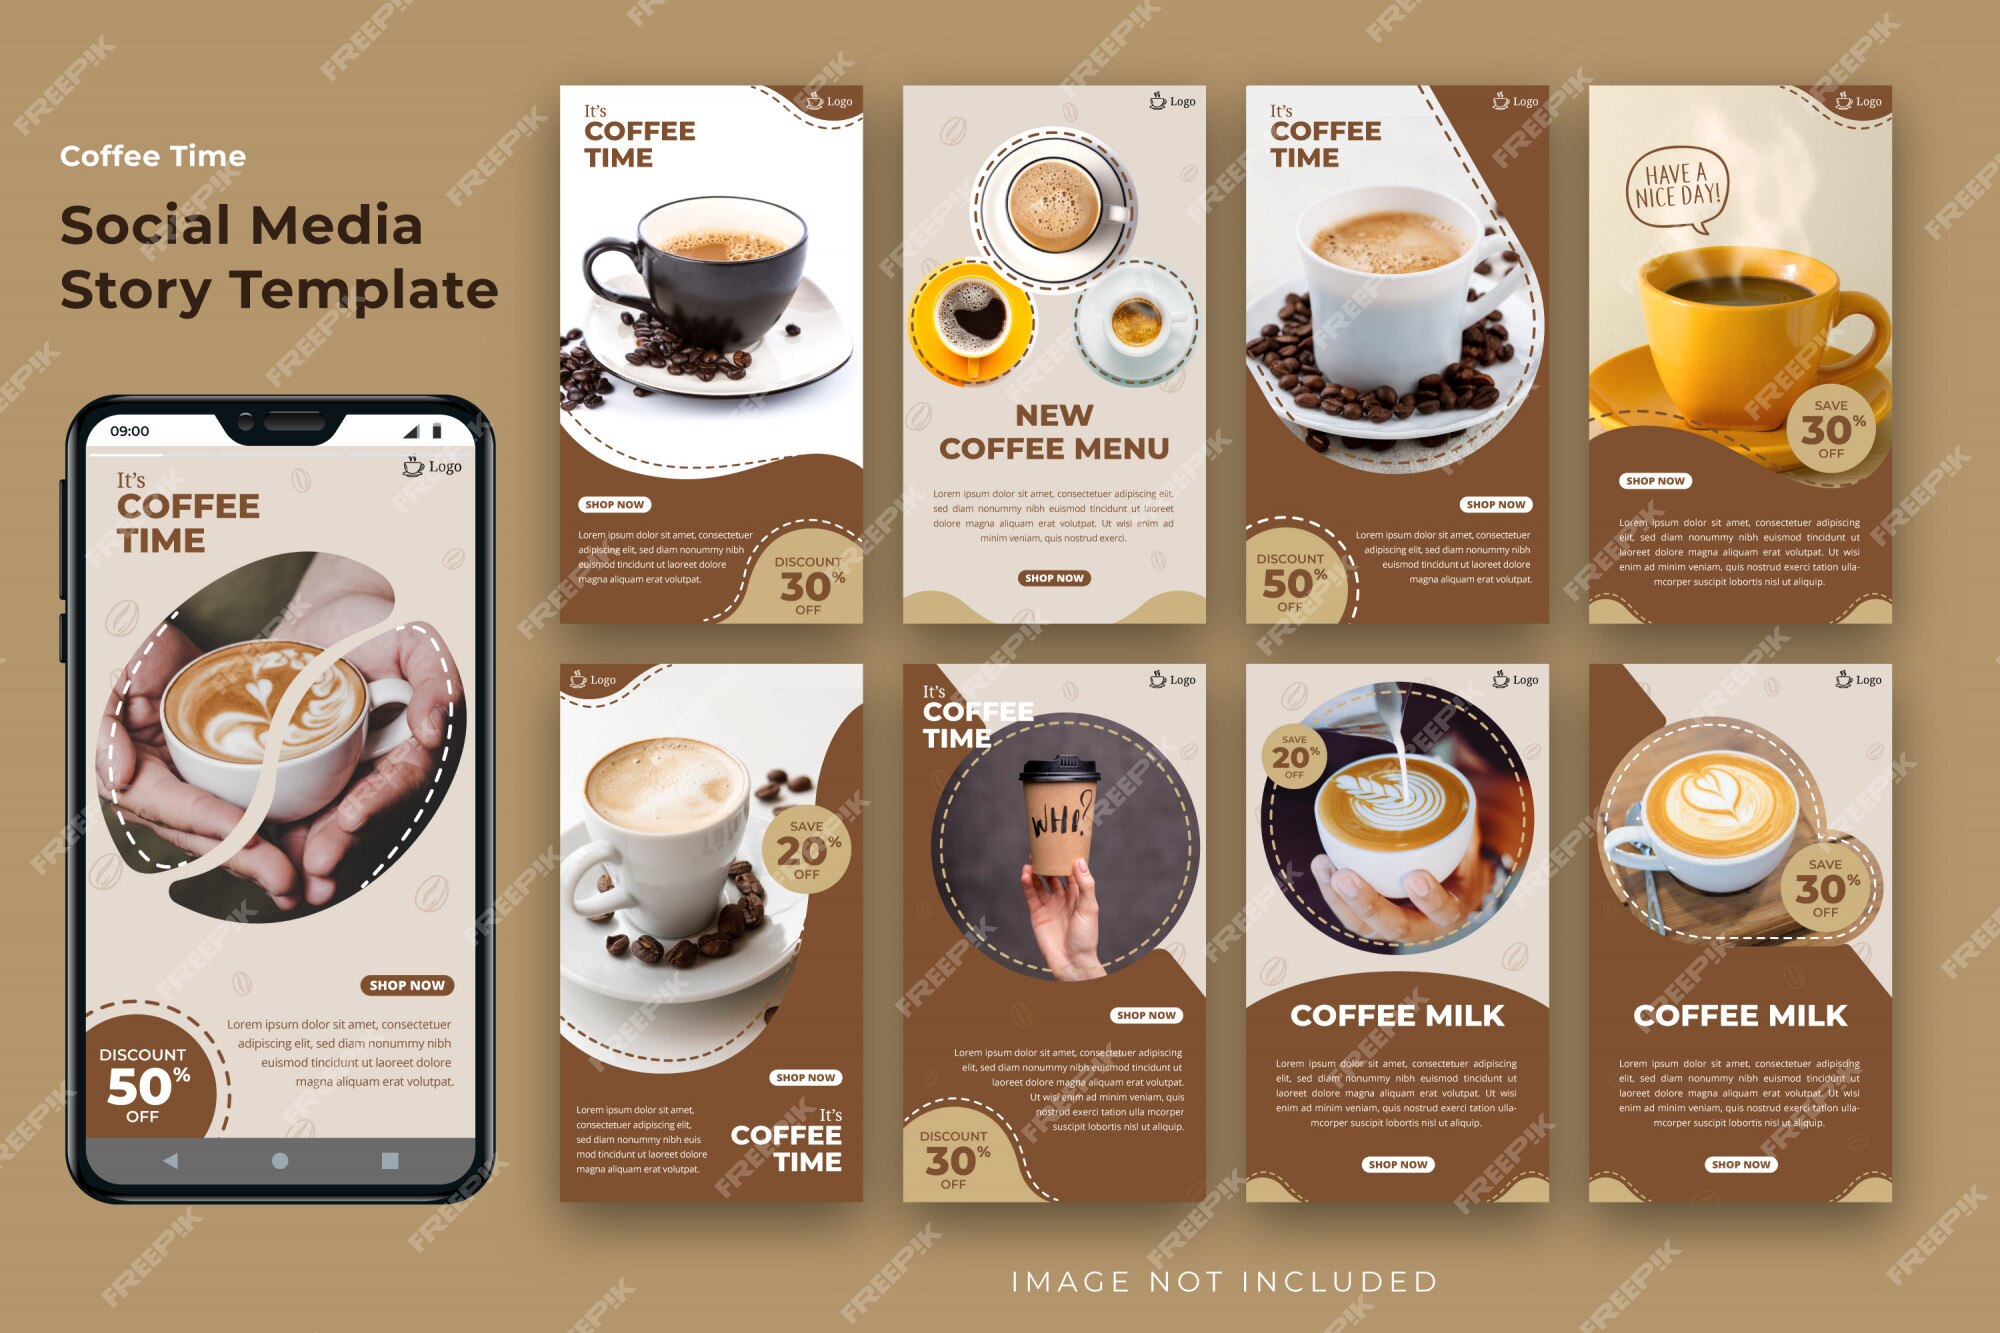 Coffee Time
Social Media
Story Template
09:00
Logo
It's
COFFEE
TIME
SHOP NOW
Lorem ipsum dolor sit amet, consectetuer
adipiscing elit, sed diam nonummy nibh
euismod tincidunt ut laoreet dolore
magna aliquam erat volutpat.
DISCOUNT
50%
OFF
Logo
It's
COFFEE
TIME
SHOP NOW
Lorem ipsum dolor sit amet, consectetuer
adipiscing elit, sed diam nonummy nibh
euismod tincidunt ut laoreet dolore
magna aliquam erat volutpat.
DISCOUNT
30%
OFF
Logo
NEW
COFFEE MENU
Lorem ipsum dolor sit amet, consectetuer adipiscing elit,
sed diam nonummy nibh euismod tincidunt ut laoreet
dolore magna aliquam erat volutpat. Ut wisi enim ad
minim veniam, quis nostrud exerci.
SHOP NOW
Logo
It's
COFFEE
TIME
SHOP NOW
Lorem ipsum dolor sit amet, consectetuer
adipiscing elit, sed diam nonummy nibh
euismod tincidunt ut laoreet dolore
magna aliquam erat volutpat.
DISCOUNT
50%
OFF
Logo
HAVE A
NICE DAY!
SAVE
30%
OFF
SHOP NOW
Lorem ipsum dolor sit amet, consectetuer adipiscing
elit, sed diam nonummy nibh euismod tincidunt ut
laoreet dolore magna aliquam erat volutpat. Ut wisi
enim ad minim veniam, quis nostrud exerci tation ulla-
mcorper suscipit lobortis nisl ut aliquip.
Logo
SAVE
20%
OFF
SHOP NOW
Lorem ipsum dolor sit amet,
consectetuer adipiscing elit,
sed diam nonummy nibh euis
mod tincidunt ut laoreet dolore
magna aliquam erat volutpat.
It's
COFFEE
TIME
Logo
It's
COFFEE
TIME
WHO?
SHOP NOW
Lorem ipsum dolor sit amet, consectetuer adipiscing
elit, sed diam nonummy nibh euismod tincidunt ut laoreet
dolore magna aliquam erat volutpat.
Ut wisi enim ad minim veniam, quis
nostrud exerci tation ulla mcorper
suscipit lobortis nisl ut aliquip.
DISCOUNT
30%
OFF
Logo
SAVE
20%
OFF
COFFEE MILK
Lorem ipsum dolor sit amet, consectetuer adipiscing
elit, sed diam nonummy nibh euismod tincidunt ut
laoreet dolore magna aliquam erat volutpat. Ut wisi
enim ad minim veniam, quis nostrud exerci tation ulla-
mcorper suscipit lobortis nisl ut aliquip.
SHOP NOW
Logo
SAVE
30%
OFF
COFFEE MILK
Lorem ipsum dolor sit amet, consectetuer adipiscing
elit, sed diam nonummy nibh euismod tincidunt ut
laoreet dolore magna aliquam erat volutpat. Ut wisi
enim ad minim veniam, quis nostrud exerci tation ulla-
mcorper suscipit lobortis nisl ut aliquip.
SHOP NOW
IMAGE NOT INCLUDED
FREEPIK